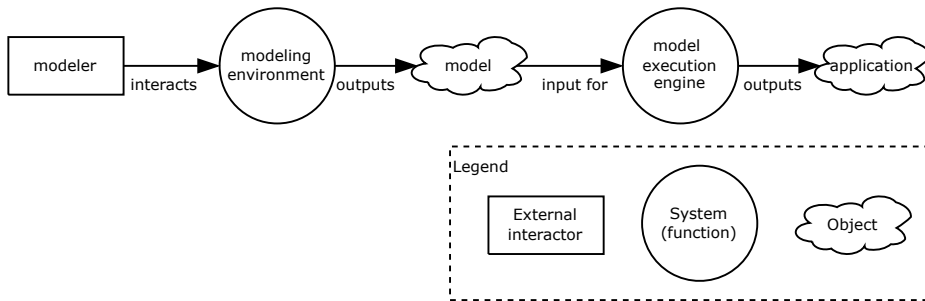 modeler
interacts
modeling
environment
outputs
model
input for
model
execution
engine
outputs
application
Legend
External
interactor
System
(function)
Object